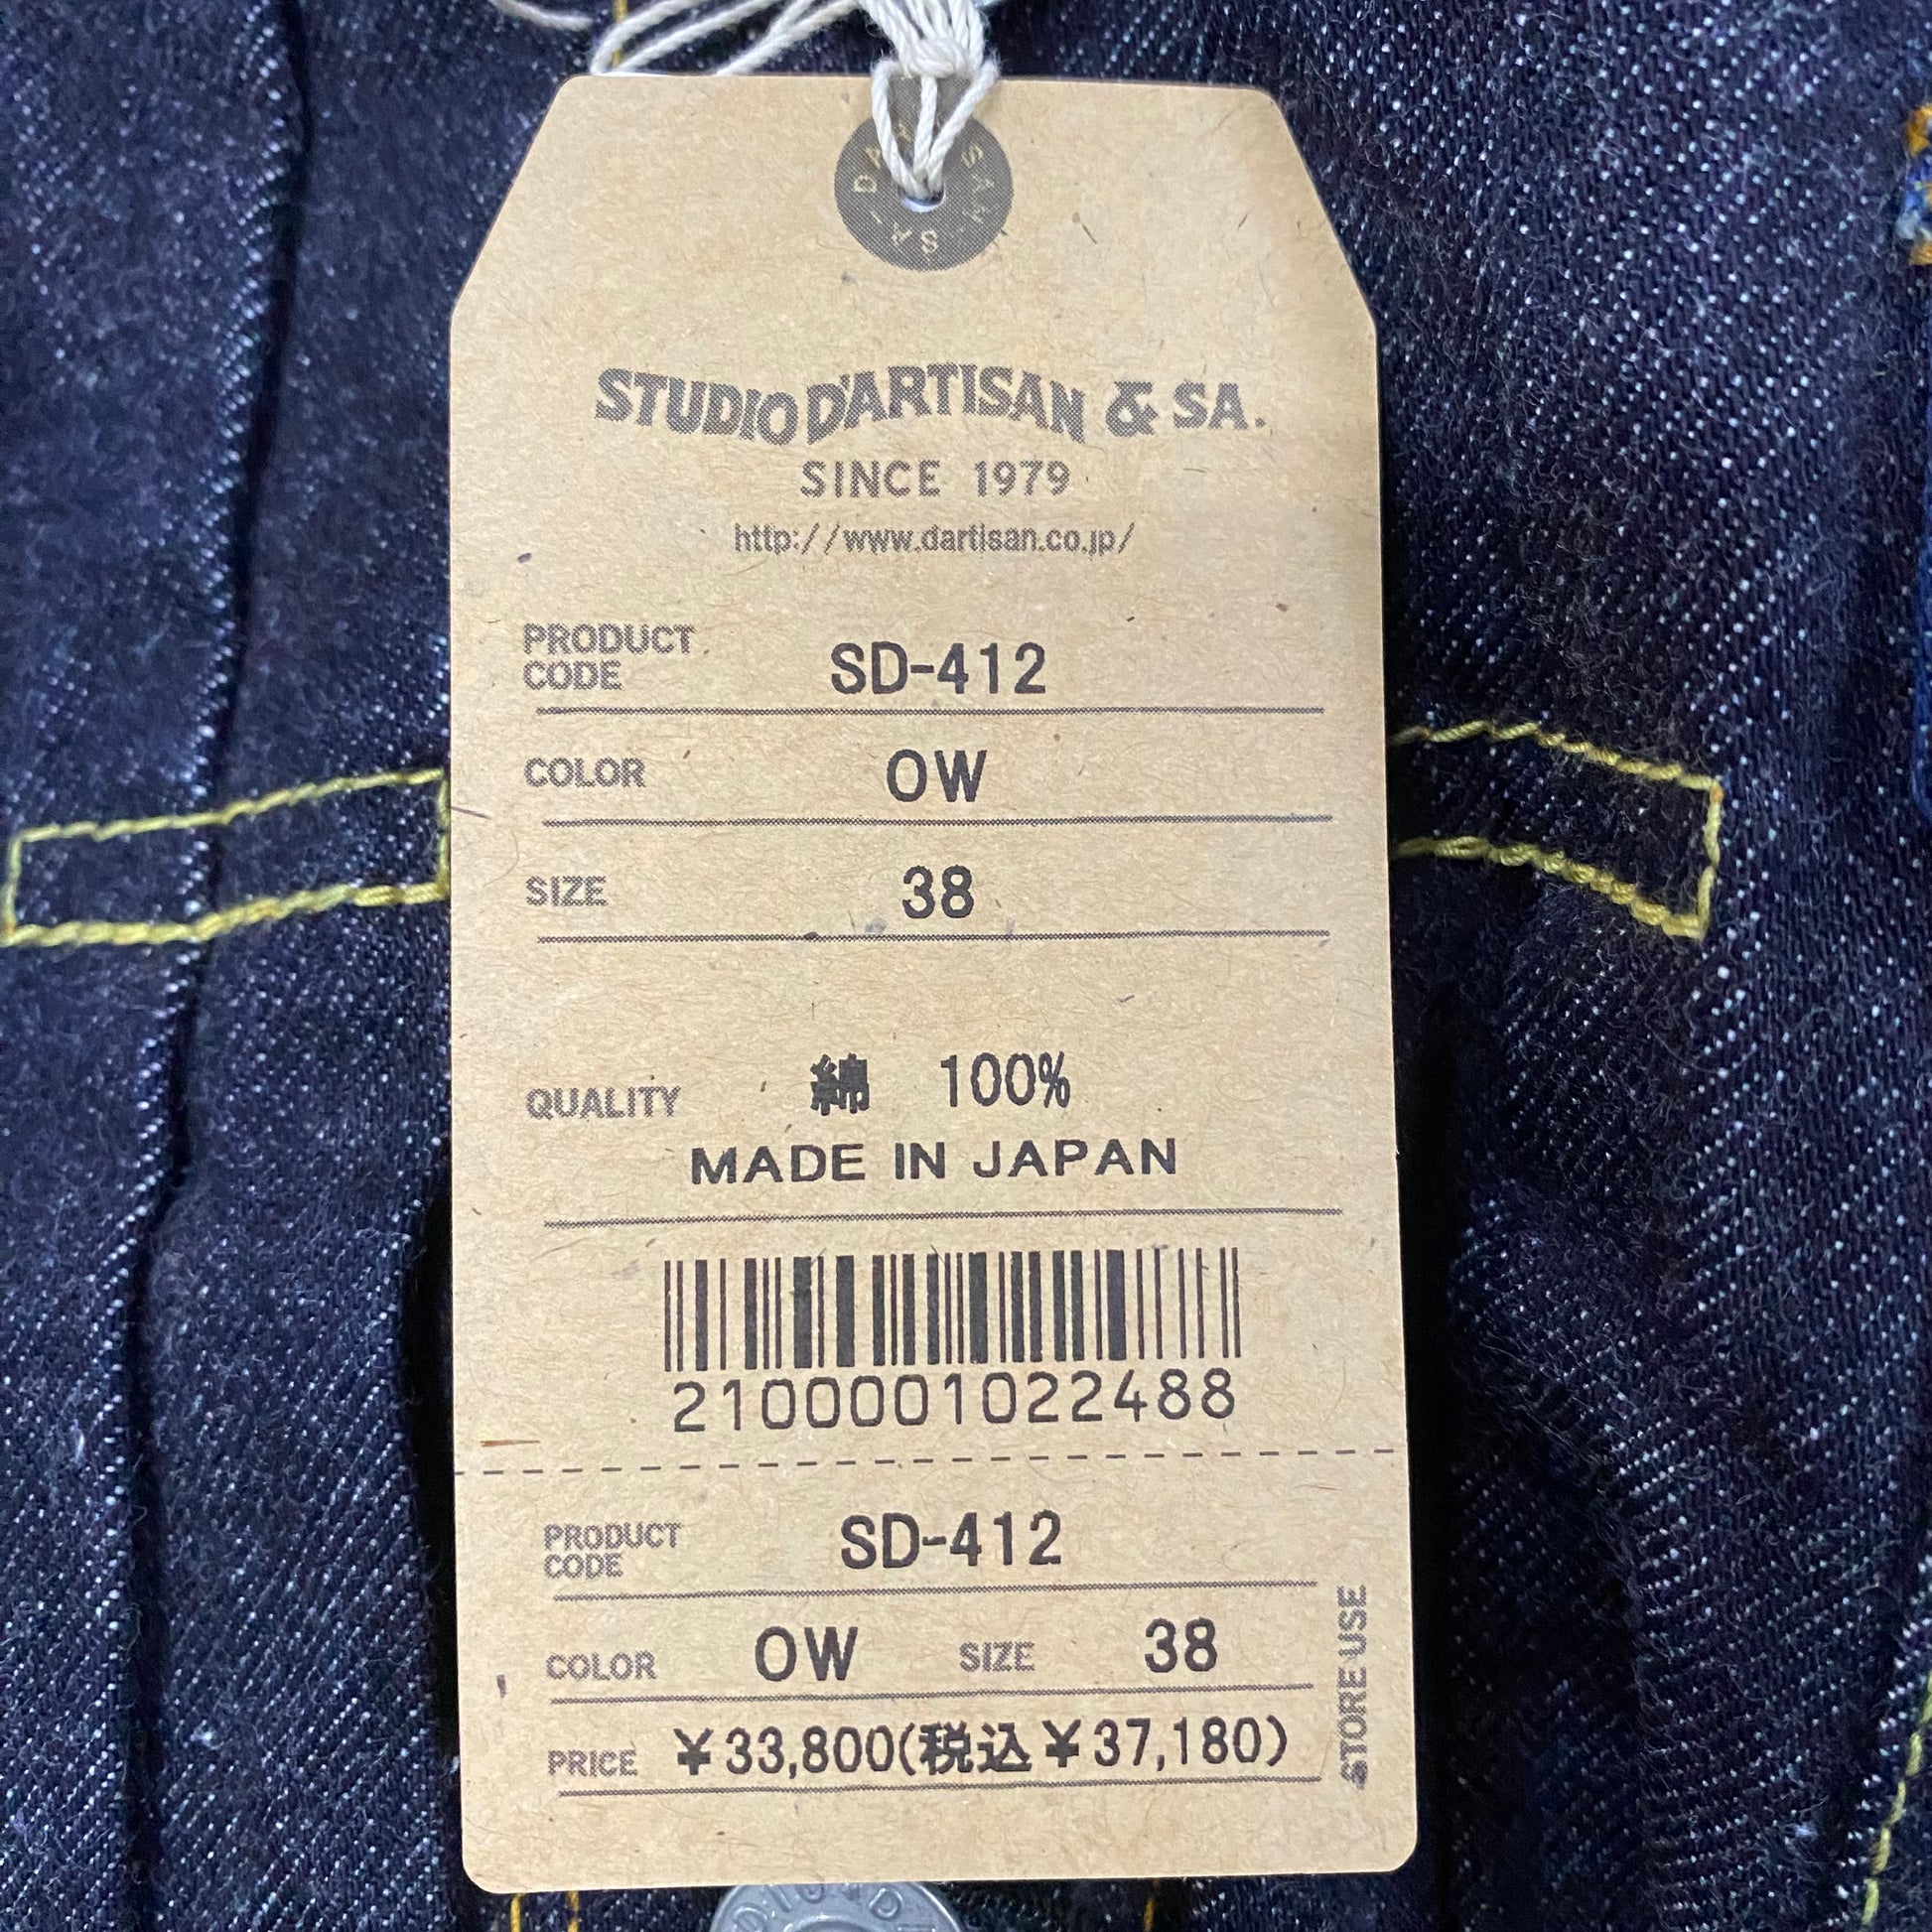 STUDIO D'ARTISAN & SA.
SINCE 1979
http://www.dartisan.co.jp/
PRODUCT CODE SD-412
COLOR OW
SIZE 38
QUALITY 綿 100%
MADE IN JAPAN
2100001022488
PRODUCT CODE SD-412
COLOR OW SIZE 38
PRICE ¥33,800(税込¥37,180)
STORE USE